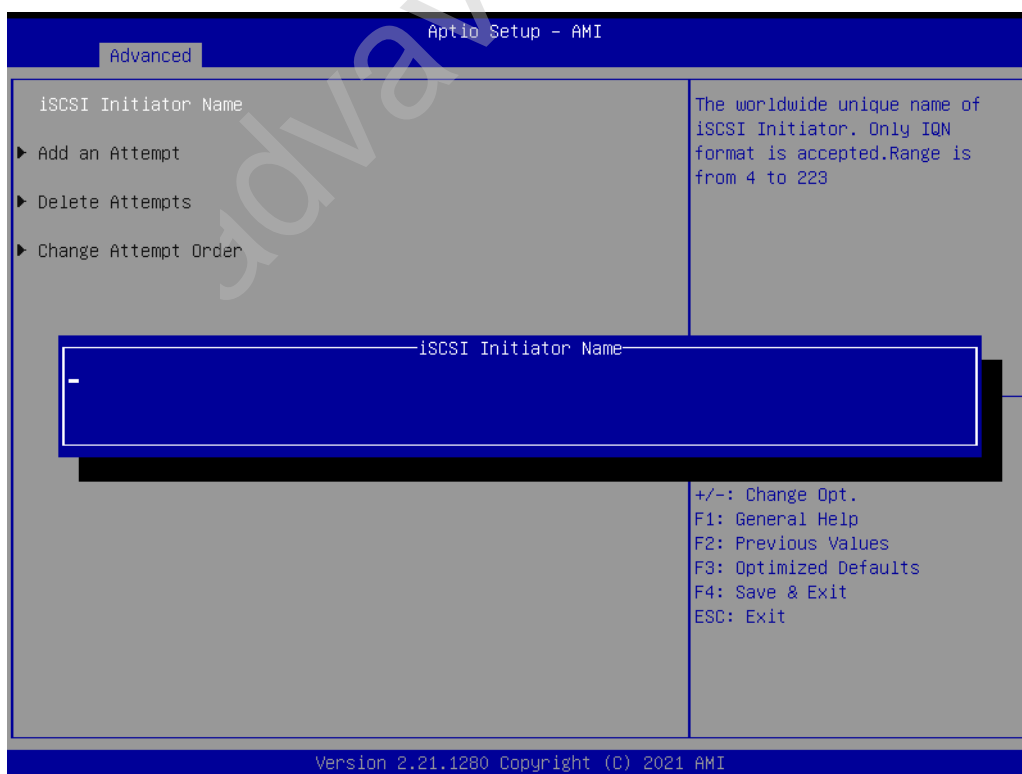 Aptio Setup – AMI
Advanced
iSCSI Initiator Name
Add an Attempt
Delete Attempts
Change Attempt Order
The worldwide unique name of
iSCSI Initiator. Only IQN
format is accepted.Range is
from 4 to 223
iSCSI Initiator Name
+/-: Change Opt.
F1: General Help
F2: Previous Values
F3: Optimized Defaults
F4: Save & Exit
ESC: Exit
Version 2.21.1280 Copyright (C) 2021 AMI